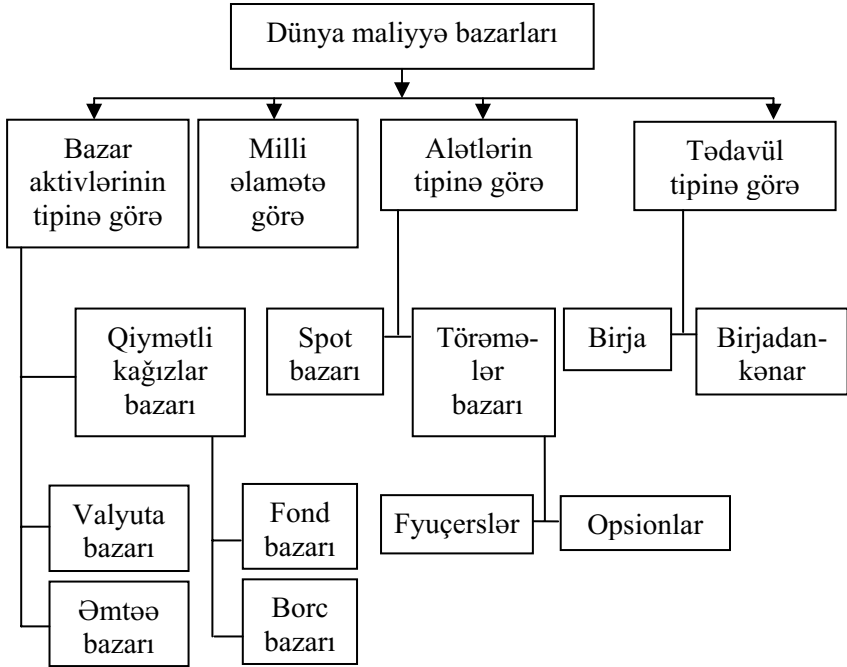 Dünya maliyyə bazarları
Bazar
aktivlərinin
tipinə görə
Milli
əlamətə
görə
Alətlərin
tipinə görə
Tədavül
tipinə görə
Qiymətli
kağızlar
bazarı
Spot
bazarı
Törəmə-
lər
bazarı
Birja
Birjadan-
kənar
Valyuta
bazarı
Fond
bazarı
Fyuçerslər
Opsionlar
Əmtəə
bazarı
Borc
bazarı